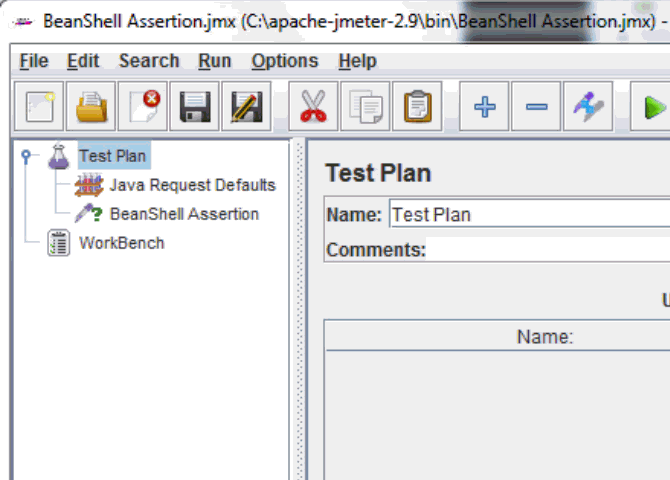 BeanShell Assertion.jmx (C:\apache-jmeter-2.9\bin\BeanShell Assertion.jmx) -
File Edit Search Run Options Help
Test Plan
Java Request Defaults
BeanShell Assertion
WorkBench
Test Plan
Name: Test Plan
Comments:
Name: